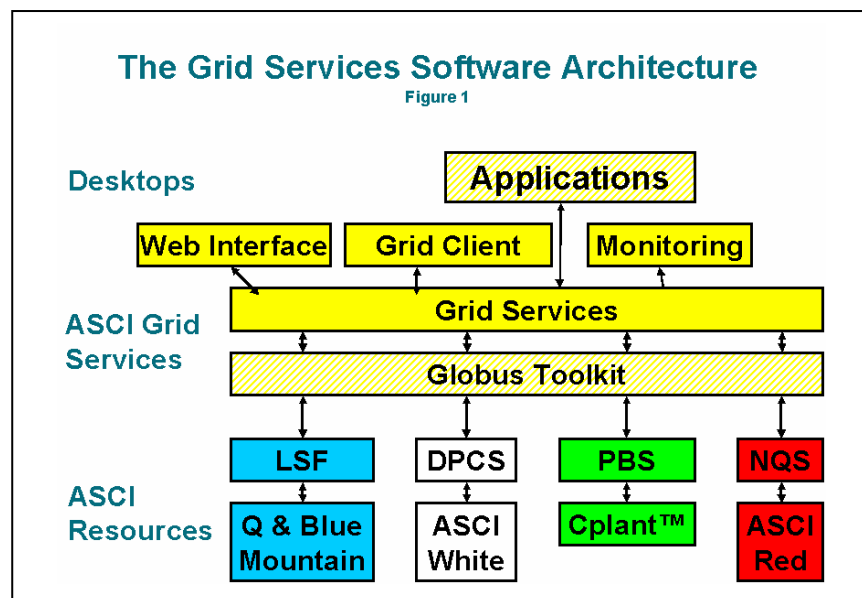 The Grid Services Software Architecture
Figure 1
Desktops
Applications
Web Interface
Grid Client
Monitoring
ASCI Grid
Services
Grid Services
Globus Toolkit
LSF
DPCS
PBS
NQS
ASCI
Resources
Q & Blue
Mountain
ASCI
White
Cplant™
ASCI
Red